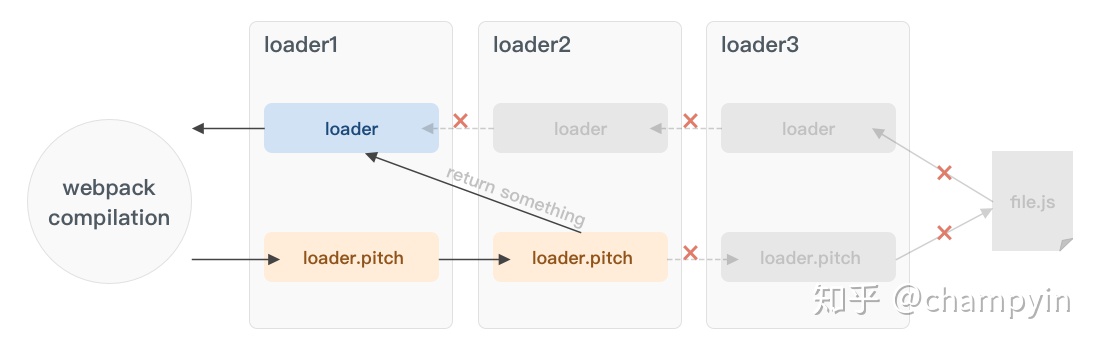 loader1
loader2
loader3
loader
loader
loader
webpack
compilation
return something
file.js
loader.pitch
loader.pitch
loader.pitch
知乎 @champyin